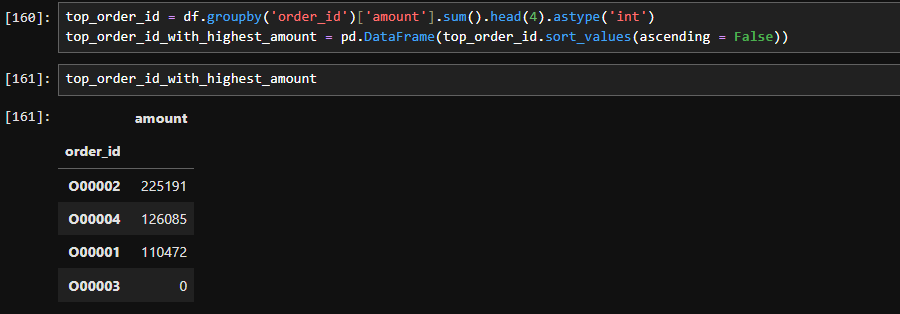 [160]: top_order_id = df.groupby('order_id')['amount'].sum().head(4).astype('int')
top_order_id_with_highest_amount = pd.DataFrame(top_order_id.sort_values(ascending = False))
[161]: top_order_id_with_highest_amount
[161]: amount
order_id
O00002 225191
O00004 126085
O00001 110472
O00003 0